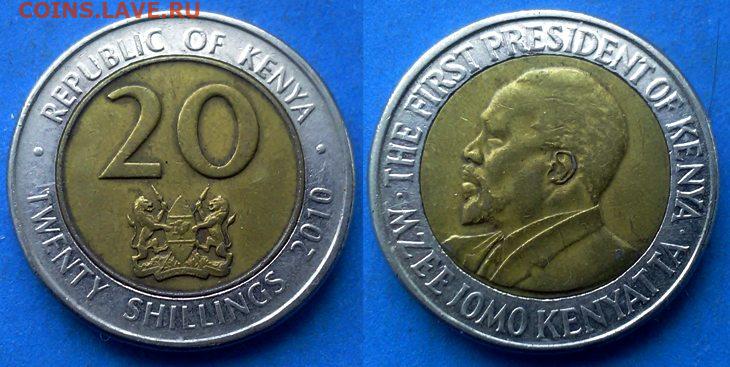 COINS.LAVE.RU
· REPUBLIC OF KENYA ·
20
TWENTY SHILLINGS 2010
· THE FIRST PRESIDENT OF KENYA ·
MZEE JOMO KENYATTA